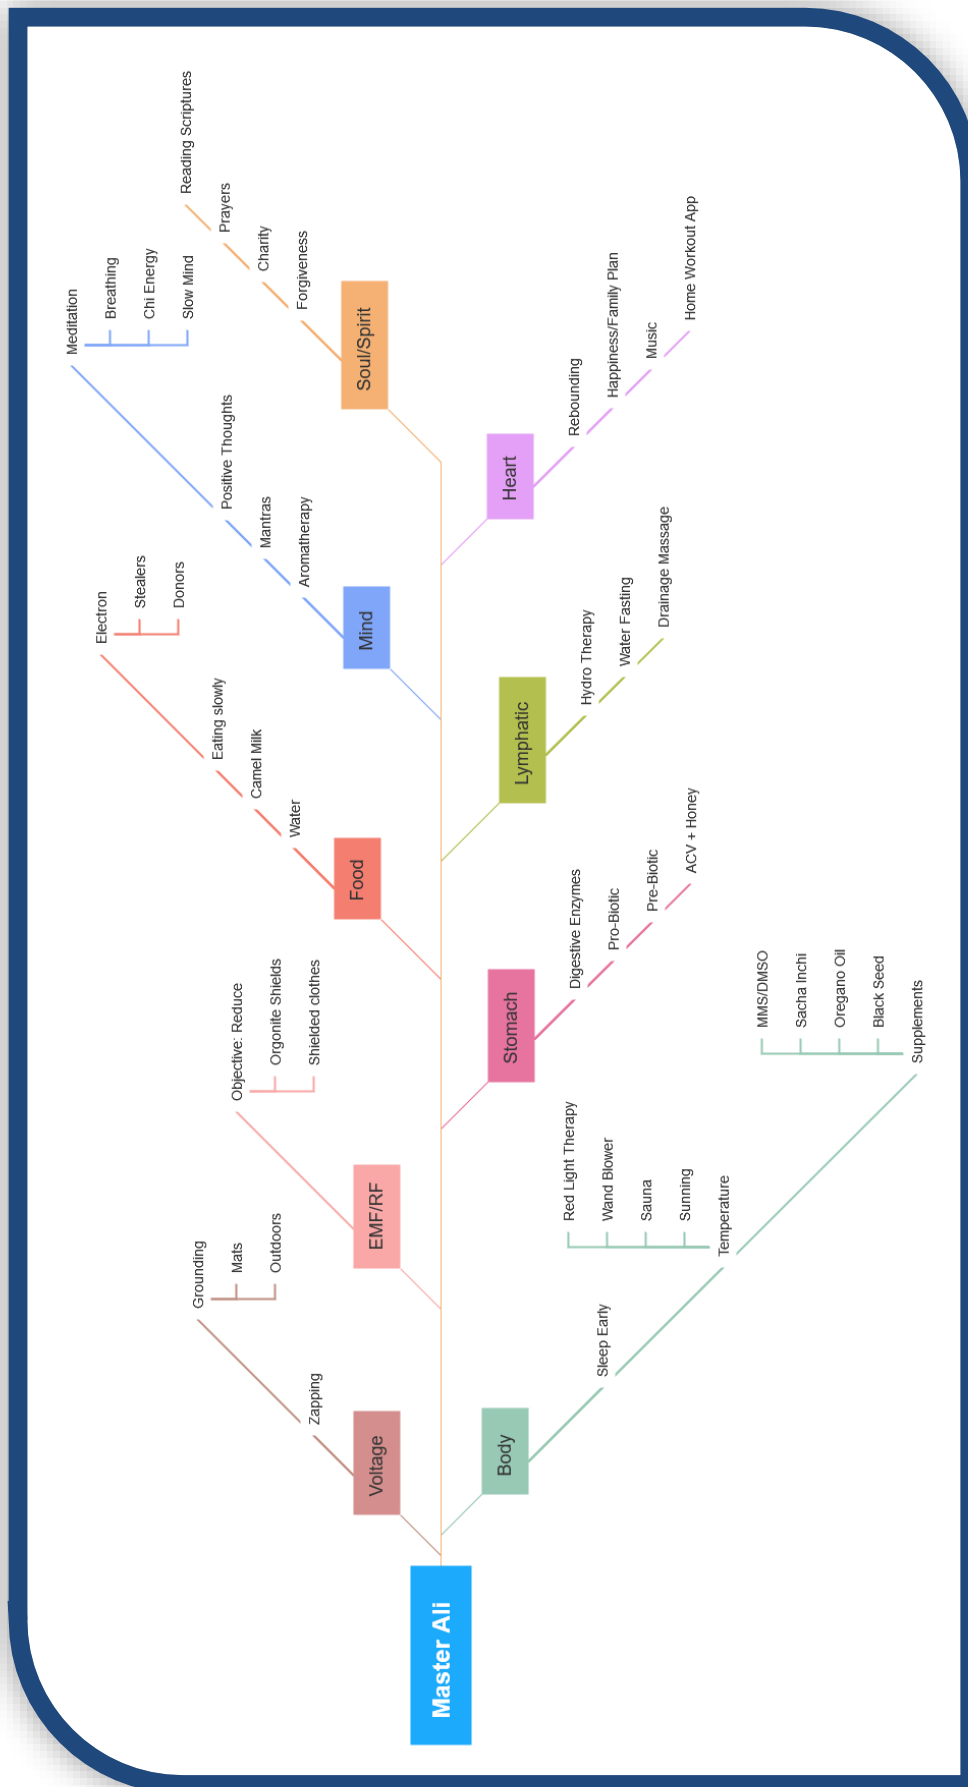 Master Ali
Voltage
Zapping
Grounding
Mats
Outdoors
EMF/RF
Objective: Reduce
Orgonite Shields
Shielded clothes
Food
Water
Camel Milk
Eating slowly
Electron
Stealers
Donors
Mind
Aromatherapy
Mantras
Positive Thoughts
Meditation
Breathing
Chi Energy
Slow Mind
Soul/Spirit
Forgiveness
Charity
Prayers
Reading Scriptures
Body
Sleep Early
Temperature
Red Light Therapy
Wand Blower
Sauna
Sunning
Supplements
MMS/DMSO
Sacha Inchi
Oregano Oil
Black Seed
Stomach
Digestive Enzymes
Pro-Biotic
Pre-Biotic
ACV + Honey
Lymphatic
Hydro Therapy
Water Fasting
Drainage Massage
Heart
Rebounding
Happiness/Family Plan
Music
Home Workout App